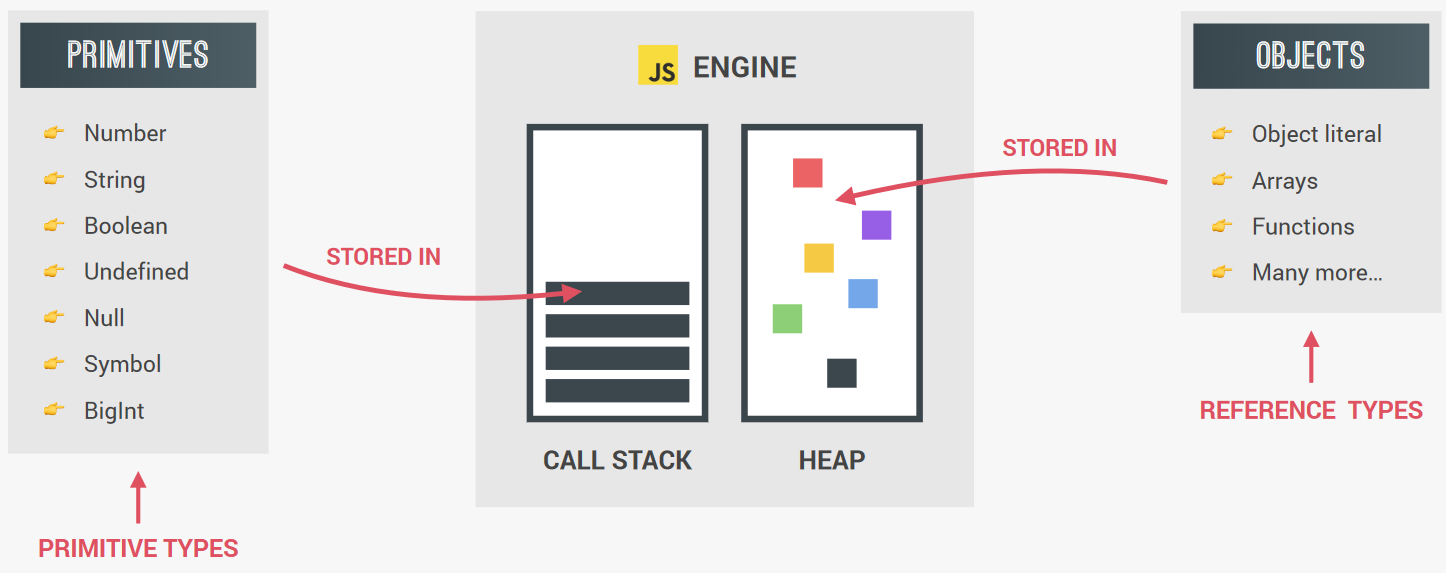 PRIMITIVES
Number
String
Boolean
Undefined
Null
Symbol
BigInt
PRIMITIVE TYPES
STORED IN
JS ENGINE
CALL STACK
HEAP
STORED IN
OBJECTS
Object literal
Arrays
Functions
Many more...
REFERENCE TYPES